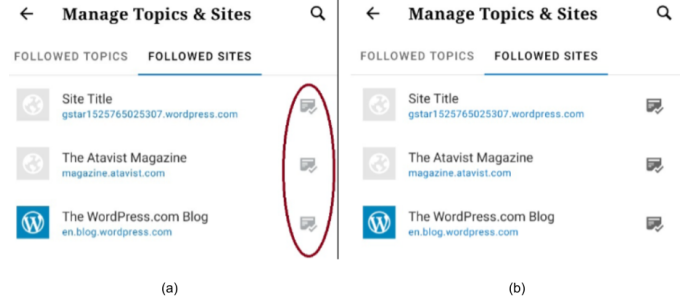 Manage Topics & Sites
FOLLOWED TOPICS FOLLOWED SITES
Site Title
gstar1525765025307.wordpress.com
The Atavist Magazine
magazine.atavist.com
The WordPress.com Blog
en.blog.wordpress.com
(a)
Manage Topics & Sites
FOLLOWED TOPICS FOLLOWED SITES
Site Title
gstar1525765025307.wordpress.com
The Atavist Magazine
magazine.atavist.com
The WordPress.com Blog
en.blog.wordpress.com
(b)